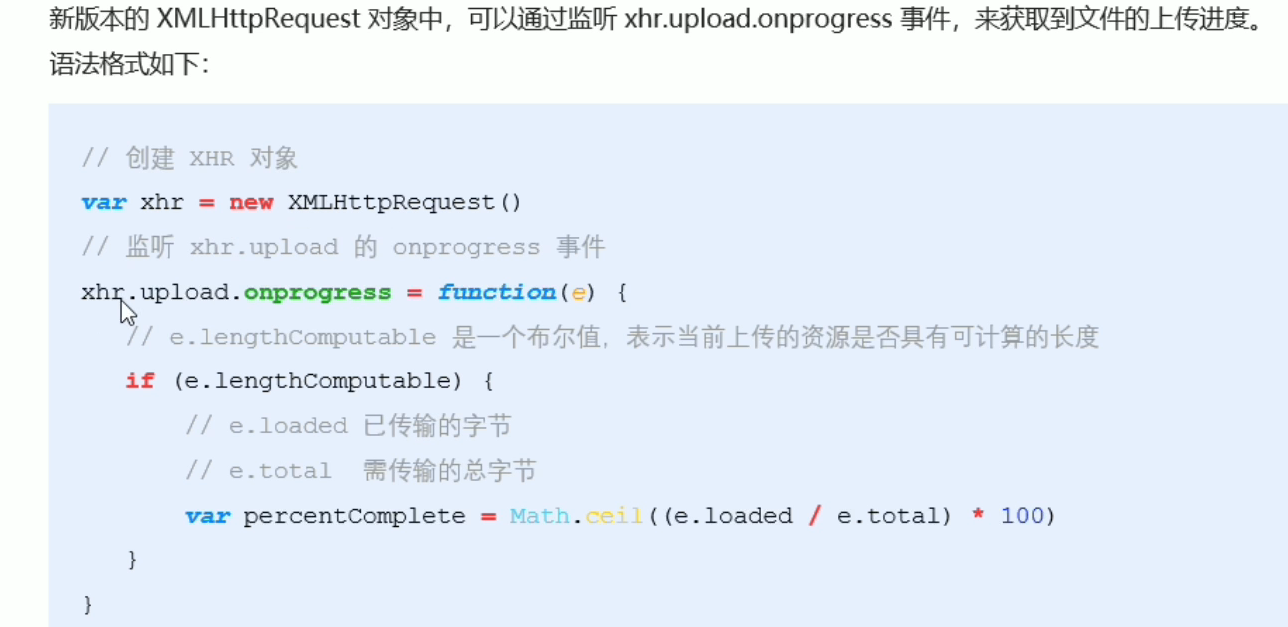 新版本的 XMLHttpRequest 对象中，可以通过监听 xhr.upload.onprogress 事件，来获取到文件的上传进度。
语法格式如下：
// 创建 XHR 对象
var xhr = new XMLHttpRequest()
// 监听 xhr.upload 的 onprogress 事件
xhr.upload.onprogress = function(e) {
// e.lengthComputable 是一个布尔值，表示当前上传的资源是否具有可计算的长度
if (e.lengthComputable) {
// e.loaded 已传输的字节
// e.total 需传输的总字节
var percentComplete = Math.ceil((e.loaded / e.total) * 100)
}
}